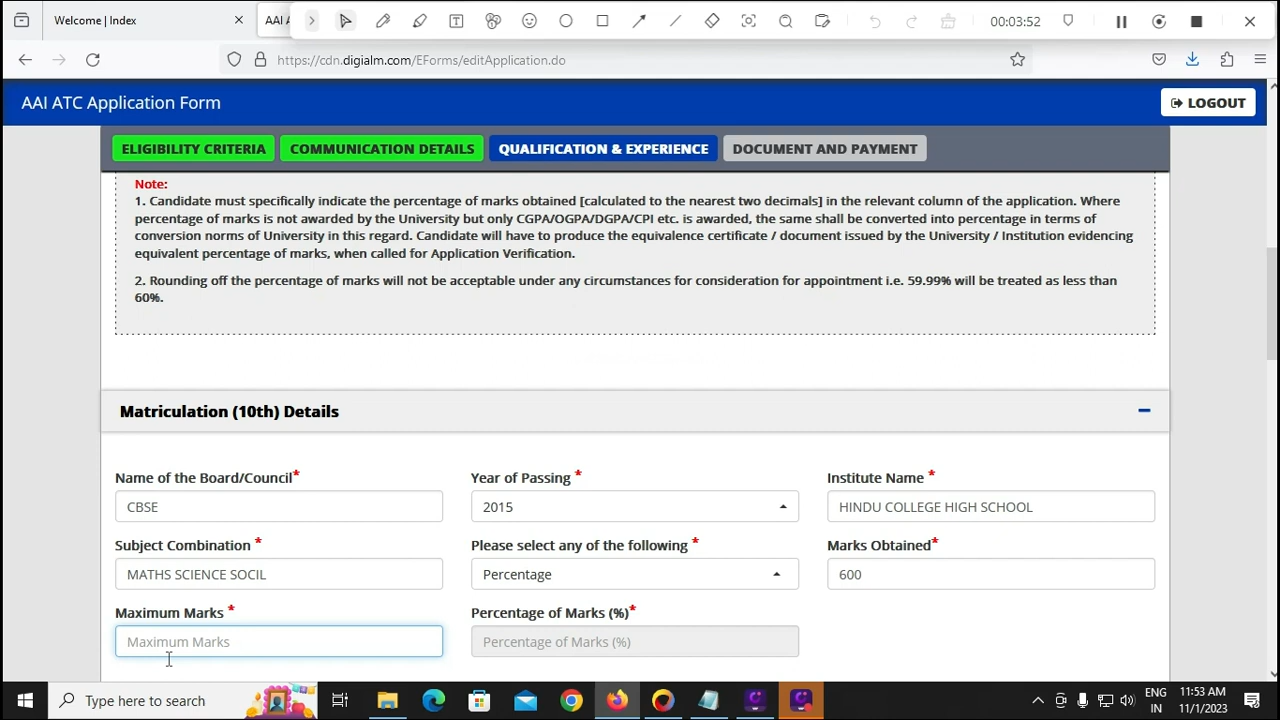 Welcome | Index
AAI A
00:03:52
https://cdn.digialm.com/EForms/editApplication.do
AAI ATC Application Form
LOGOUT
ELIGIBILITY CRITERIA
COMMUNICATION DETAILS
QUALIFICATION & EXPERIENCE
DOCUMENT AND PAYMENT
Note:
1. Candidate must specifically indicate the percentage of marks obtained [calculated to the nearest two decimals] in the relevant column of the application. Where
percentage of marks is not awarded by the University but only CGPA/OGPA/DGPA/CPI etc. is awarded, the same shall be converted into percentage in terms of
conversion norms of University in this regard. Candidate will have to produce the equivalence certificate / document issued by the University / Institution evidencing
equivalent percentage of marks, when called for Application Verification.
2. Rounding off the percentage of marks will not be acceptable under any circumstances for consideration for appointment i.e. 59.99% will be treated as less than
60%.
Matriculation (10th) Details
Name of the Board/Council*
Year of Passing *
Institute Name *
CBSE
2015
HINDU COLLEGE HIGH SCHOOL
Subject Combination *
Please select any of the following *
Marks Obtained*
MATHS SCIENCE SOCIL
Percentage
600
Maximum Marks *
Percentage of Marks (%)*
Maximum Marks
Percentage of Marks (%)
Type here to search
ENG
IN
11:53 AM
11/1/2023